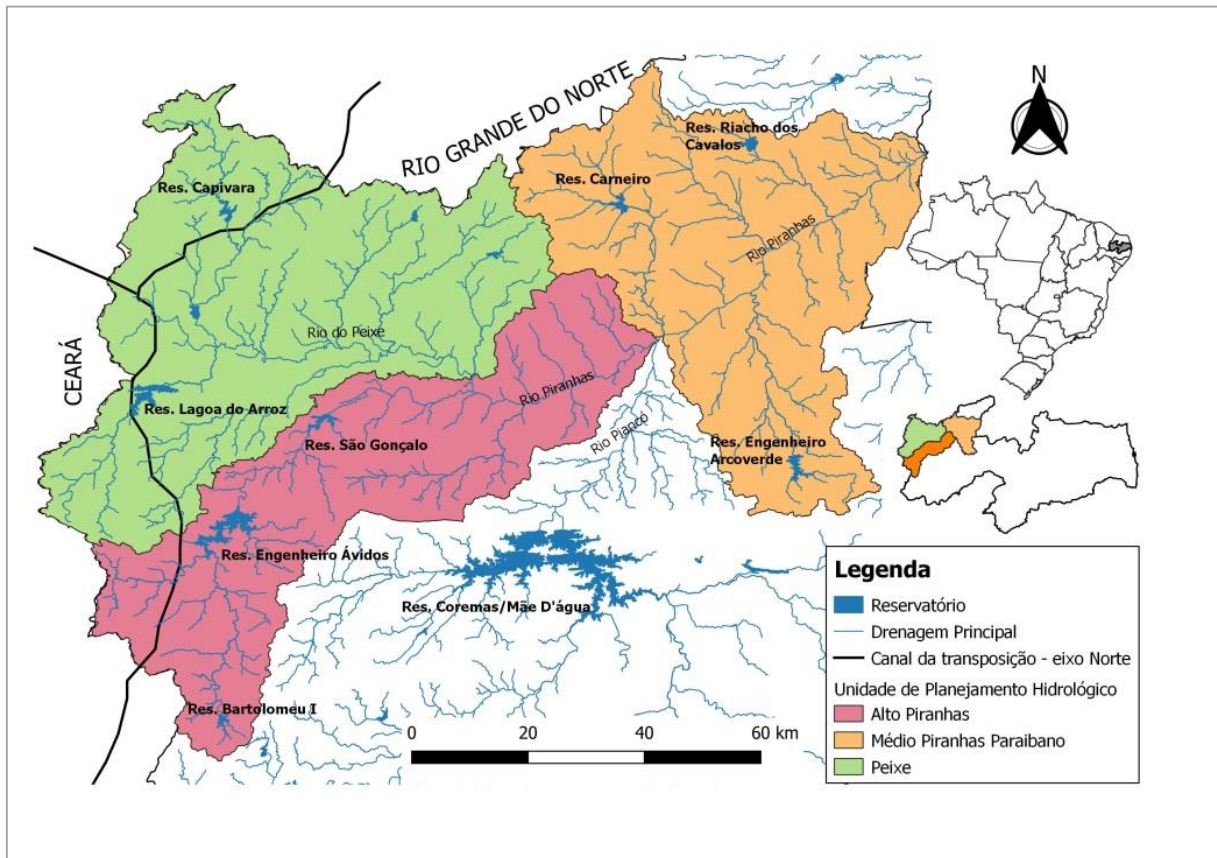 RIO GRANDE DO NORTE
N
Res. Riacho dos
Cavalos
Res. Capivara
Res. Carneiro
Rio Piranhas
Rio do Peixe
CEARÁ
Res. Lagoa do Arroz
Rio Piranhas
Res. São Gonçalo
Rio Piancó
Res. Engenheiro
Arcoverde
Res. Engenheiro Ávidos
Res. Coremas/Mãe D'água
Res. Bartolomeu I
0 20 40 60 km
Legenda
Reservatório
Drenagem Principal
Canal da transposição - eixo Norte
Unidade de Planejamento Hidrológico
Alto Piranhas
Médio Piranhas Paraibano
Peixe